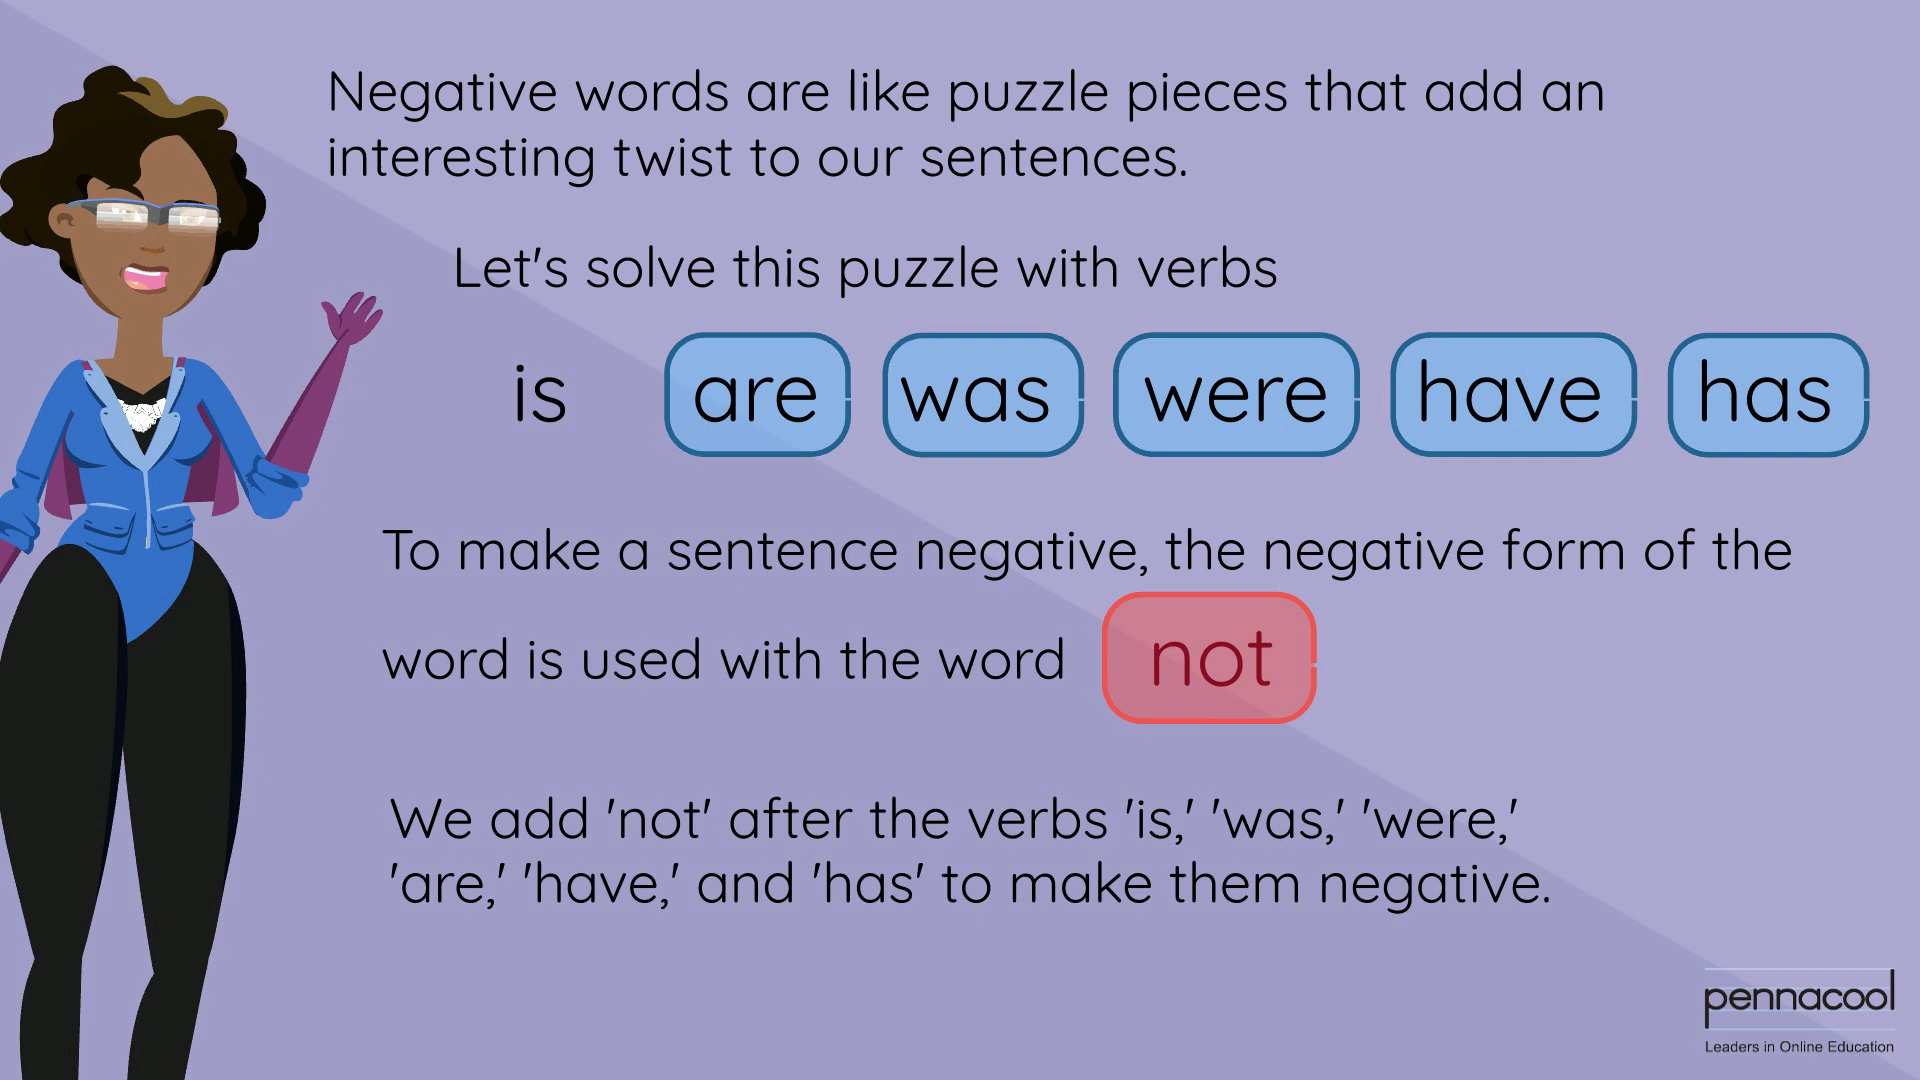 Negative words are like puzzle pieces that add an
interesting twist to our sentences.
Let's solve this puzzle with verbs
is are was were have has
To make a sentence negative, the negative form of the
word is used with the word not
We add 'not' after the verbs 'is,' 'was,' 'were,'
'are,' 'have,' and 'has' to make them negative.
pennacool
Leaders in Online Education